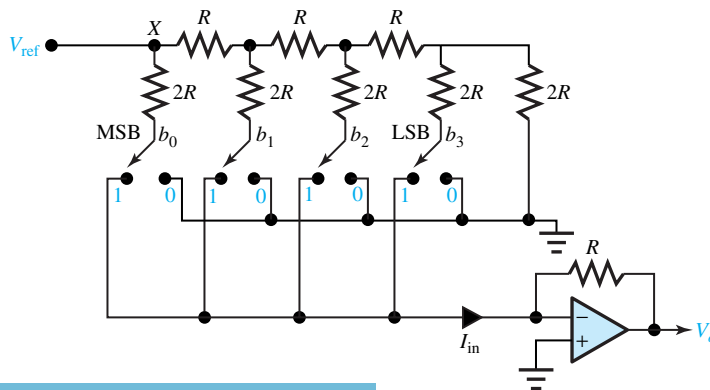 X R R R
V_ref
2R 2R 2R 2R 2R
MSB b_0 b_1 b_2 LSB b_3
1 0 1 0 1 0 1 0
R
I_in
−
+